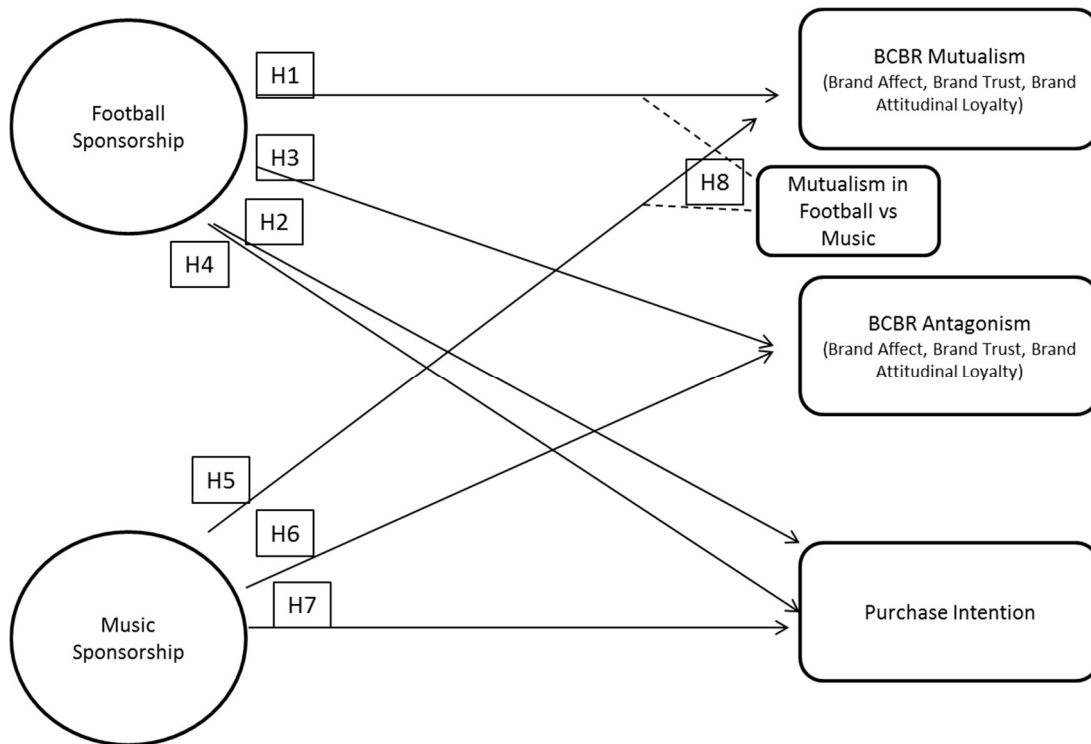 Football
Sponsorship
H1
H3
H2
H4
BCBR Mutualism
(Brand Affect, Brand Trust, Brand
Attitudinal Loyalty)
H8
Mutualism in
Football vs
Music
BCBR Antagonism
(Brand Affect, Brand Trust, Brand
Attitudinal Loyalty)
H5
H6
H7
Music
Sponsorship
Purchase Intention